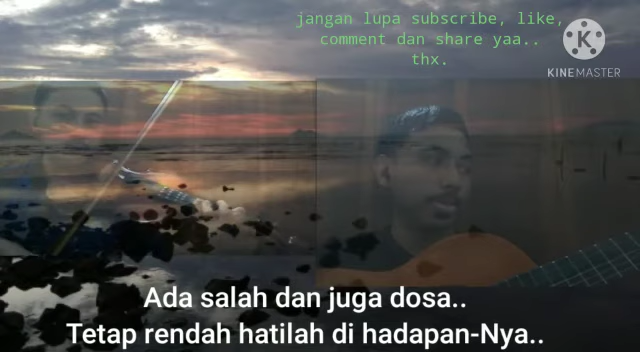 jangan lupa subscribe, like,
comment dan share yaa..
thx.
K
KINEMASTER
Ada salah dan juga dosa..
Tetap rendah hatilah di hadapan-Nya..